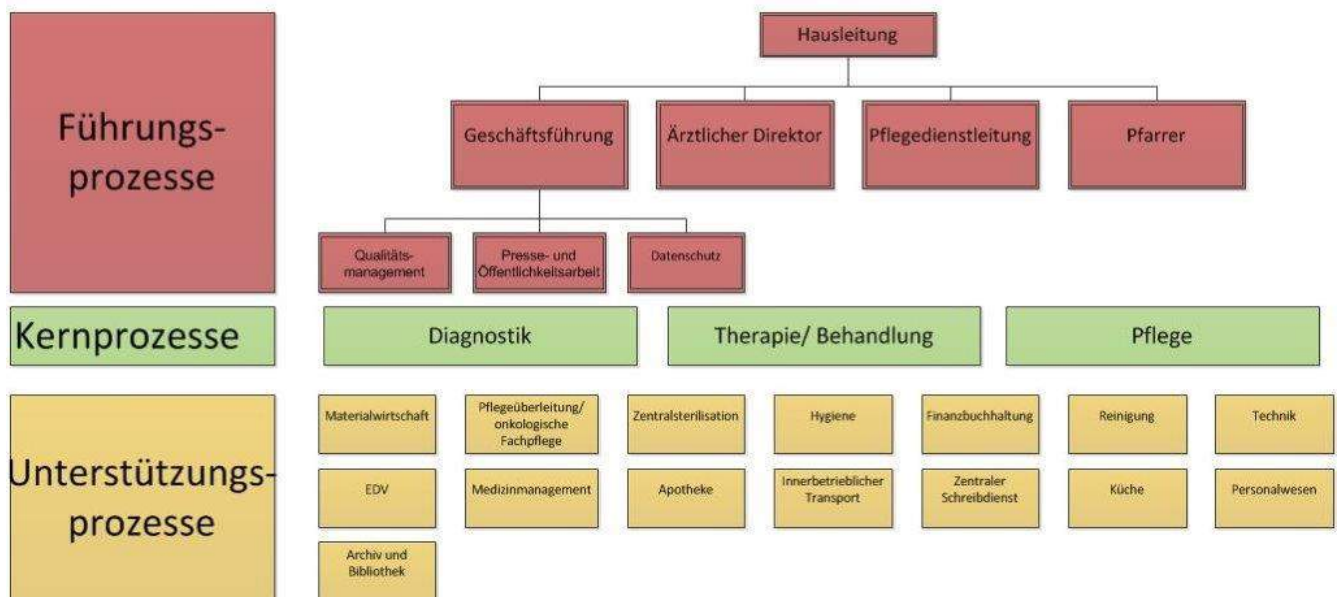 Hausleitung
Führungs-
prozesse
Geschäftsführung
Ärztlicher Direktor
Pflegedienstleitung
Pfarrer
Qualitäts-
management
Presse- und
Öffentlichkeitsarbeit
Datenschutz
Kernprozesse
Diagnostik
Therapie/ Behandlung
Pflege
Unterstützungs-
prozesse
Materialwirtschaft
Pflegeüberleitung/
onkologische
Fachpflege
Zentralsterilisation
Hygiene
Finanzbuchhaltung
Reinigung
Technik
EDV
Medizinmanagement
Apotheke
Innerbetrieblicher
Transport
Zentraler
Schreibdienst
Küche
Personalwesen
Archiv und
Bibliothek